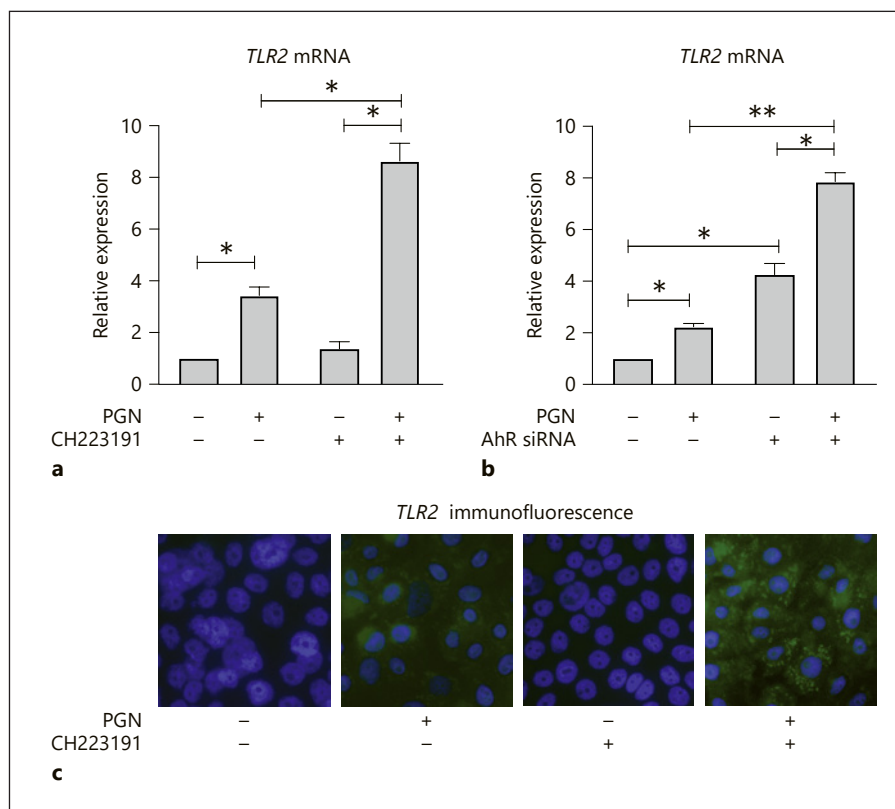 TLR2 mRNA
*
*
*
10
8
6
4
2
0
Relative expression
PGN – + – +
CH223191 – – + +
a
TLR2 mRNA
**
*
*
*
10
8
6
4
2
0
Relative expression
PGN – + – +
AhR siRNA – – + +
b
TLR2 immunofluorescence
PGN – + – +
CH223191 – – + +
c